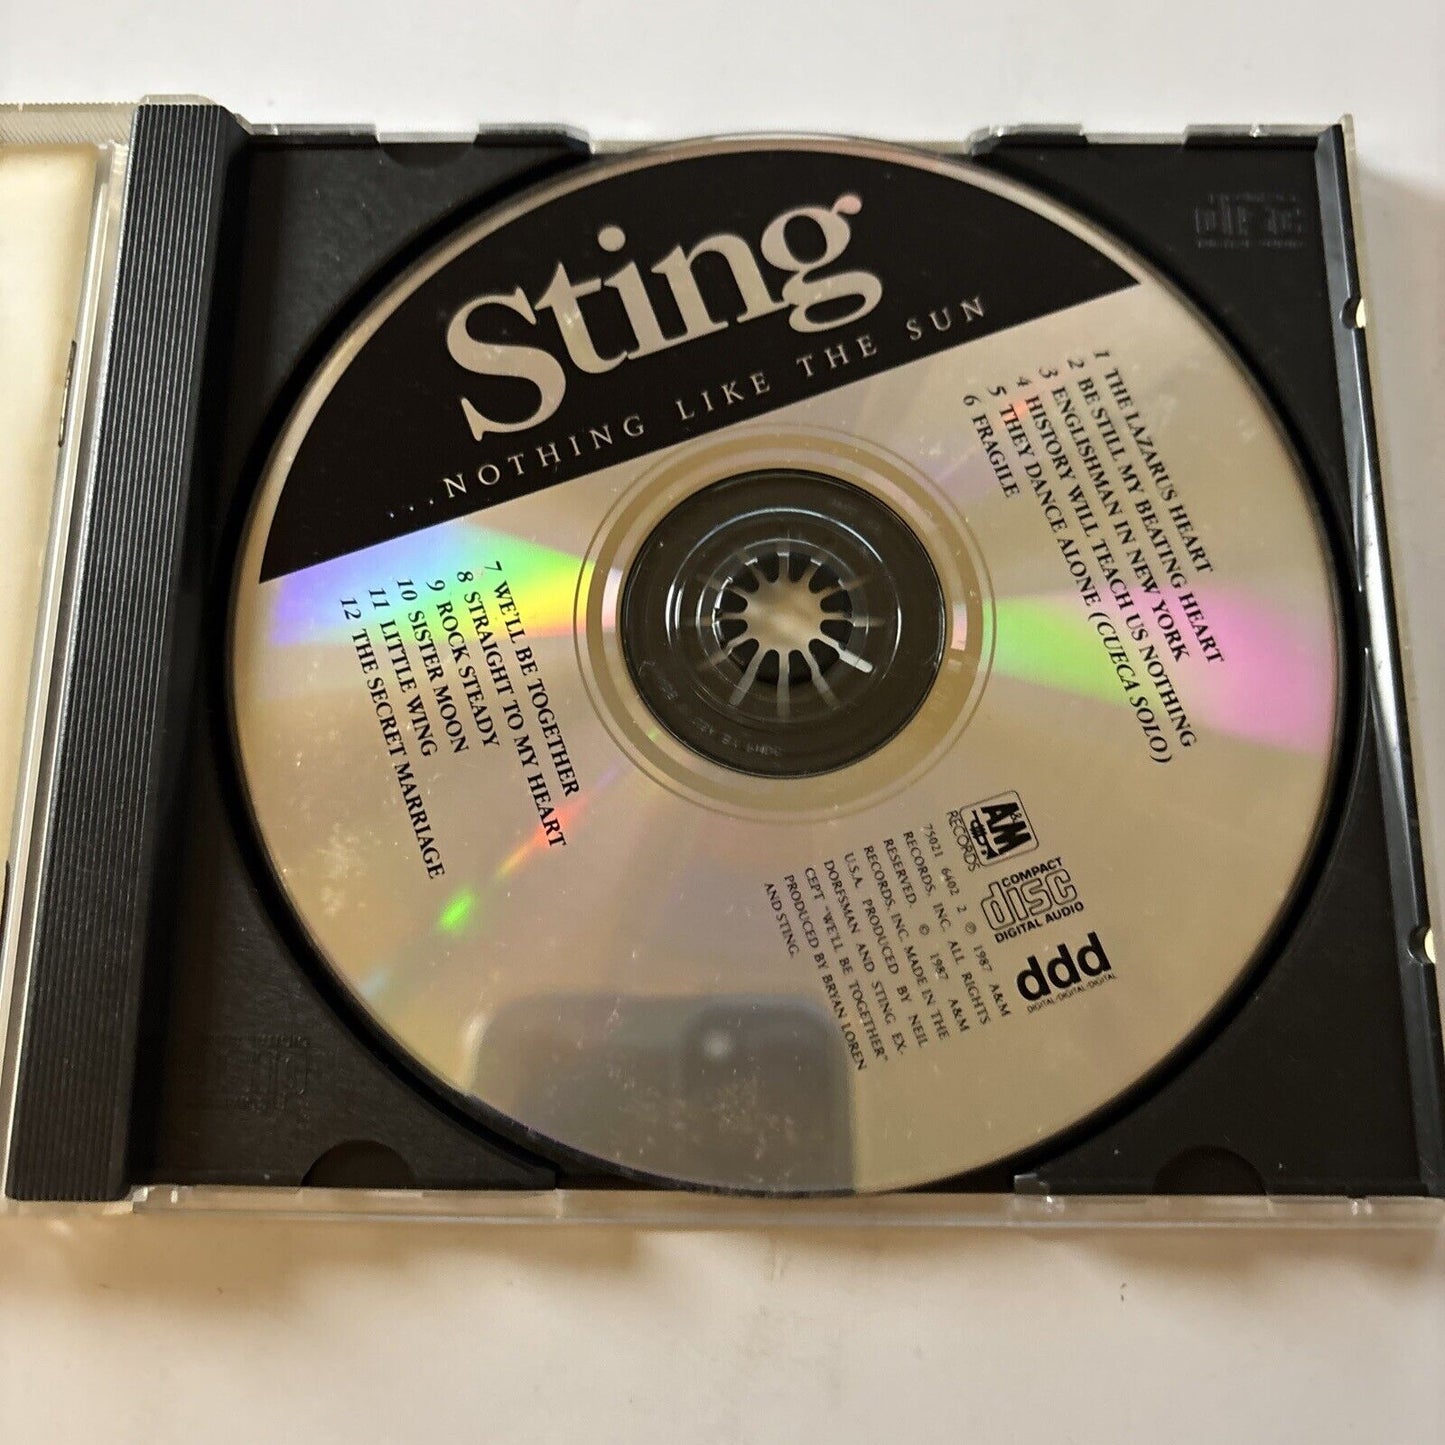 Sting
...NOTHING LIKE THE SUN
1 THE LAZARUS HEART
2 BE STILL MY BEATING HEART
3 ENGLISHMAN IN NEW YORK
4 HISTORY WILL TEACH US NOTHING
5 THEY DANCE ALONE (CUECA SOLO)
6 FRAGILE
7 WE'LL BE TOGETHER
8 STRAIGHT TO MY HEART
9 ROCK STEADY
10 SISTER MOON
11 LITTLE WING
12 THE SECRET MARRIAGE
A&M
RECORDS
COMPACT
disc
DIGITAL AUDIO
ddd
DIGITAL·DIGITAL·DIGITAL
75021 6402 2 ℗ 1987 A&M
RECORDS, INC. ALL RIGHTS
RESERVED. © 1987 A&M
RECORDS, INC. MADE IN THE
U.S.A. PRODUCED BY NEIL
DORFSMAN AND STING EX-
CEPT "WE'LL BE TOGETHER"
PRODUCED BY BRYAN LOREN
AND STING.